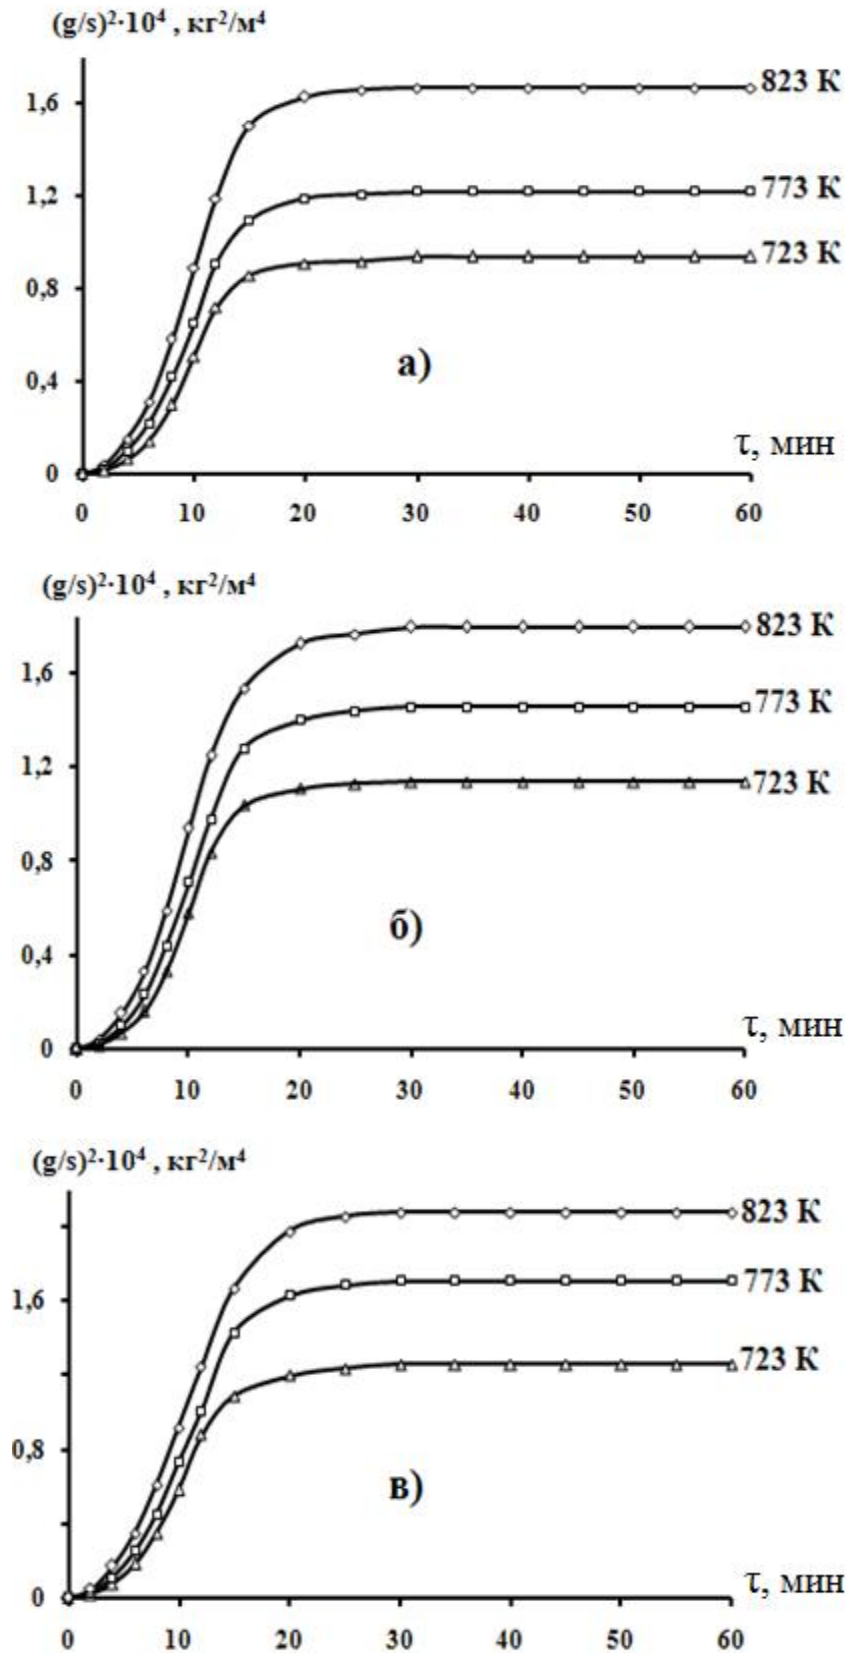 (g/s)²·10⁴ , кг²/м⁴
823 К
1,6
773 К
1,2
723 К
0,8
а)
0,4
τ, мин
0
0 10 20 30 40 50 60
(g/s)²·10⁴ , кг²/м⁴
823 К
1,6
773 К
1,2
723 К
0,8
б)
0,4
τ, мин
0
0 10 20 30 40 50 60
(g/s)²·10⁴ , кг²/м⁴
823 К
773 К
1,6
723 К
0,8
в)
τ, мин
0
0 10 20 30 40 50 60